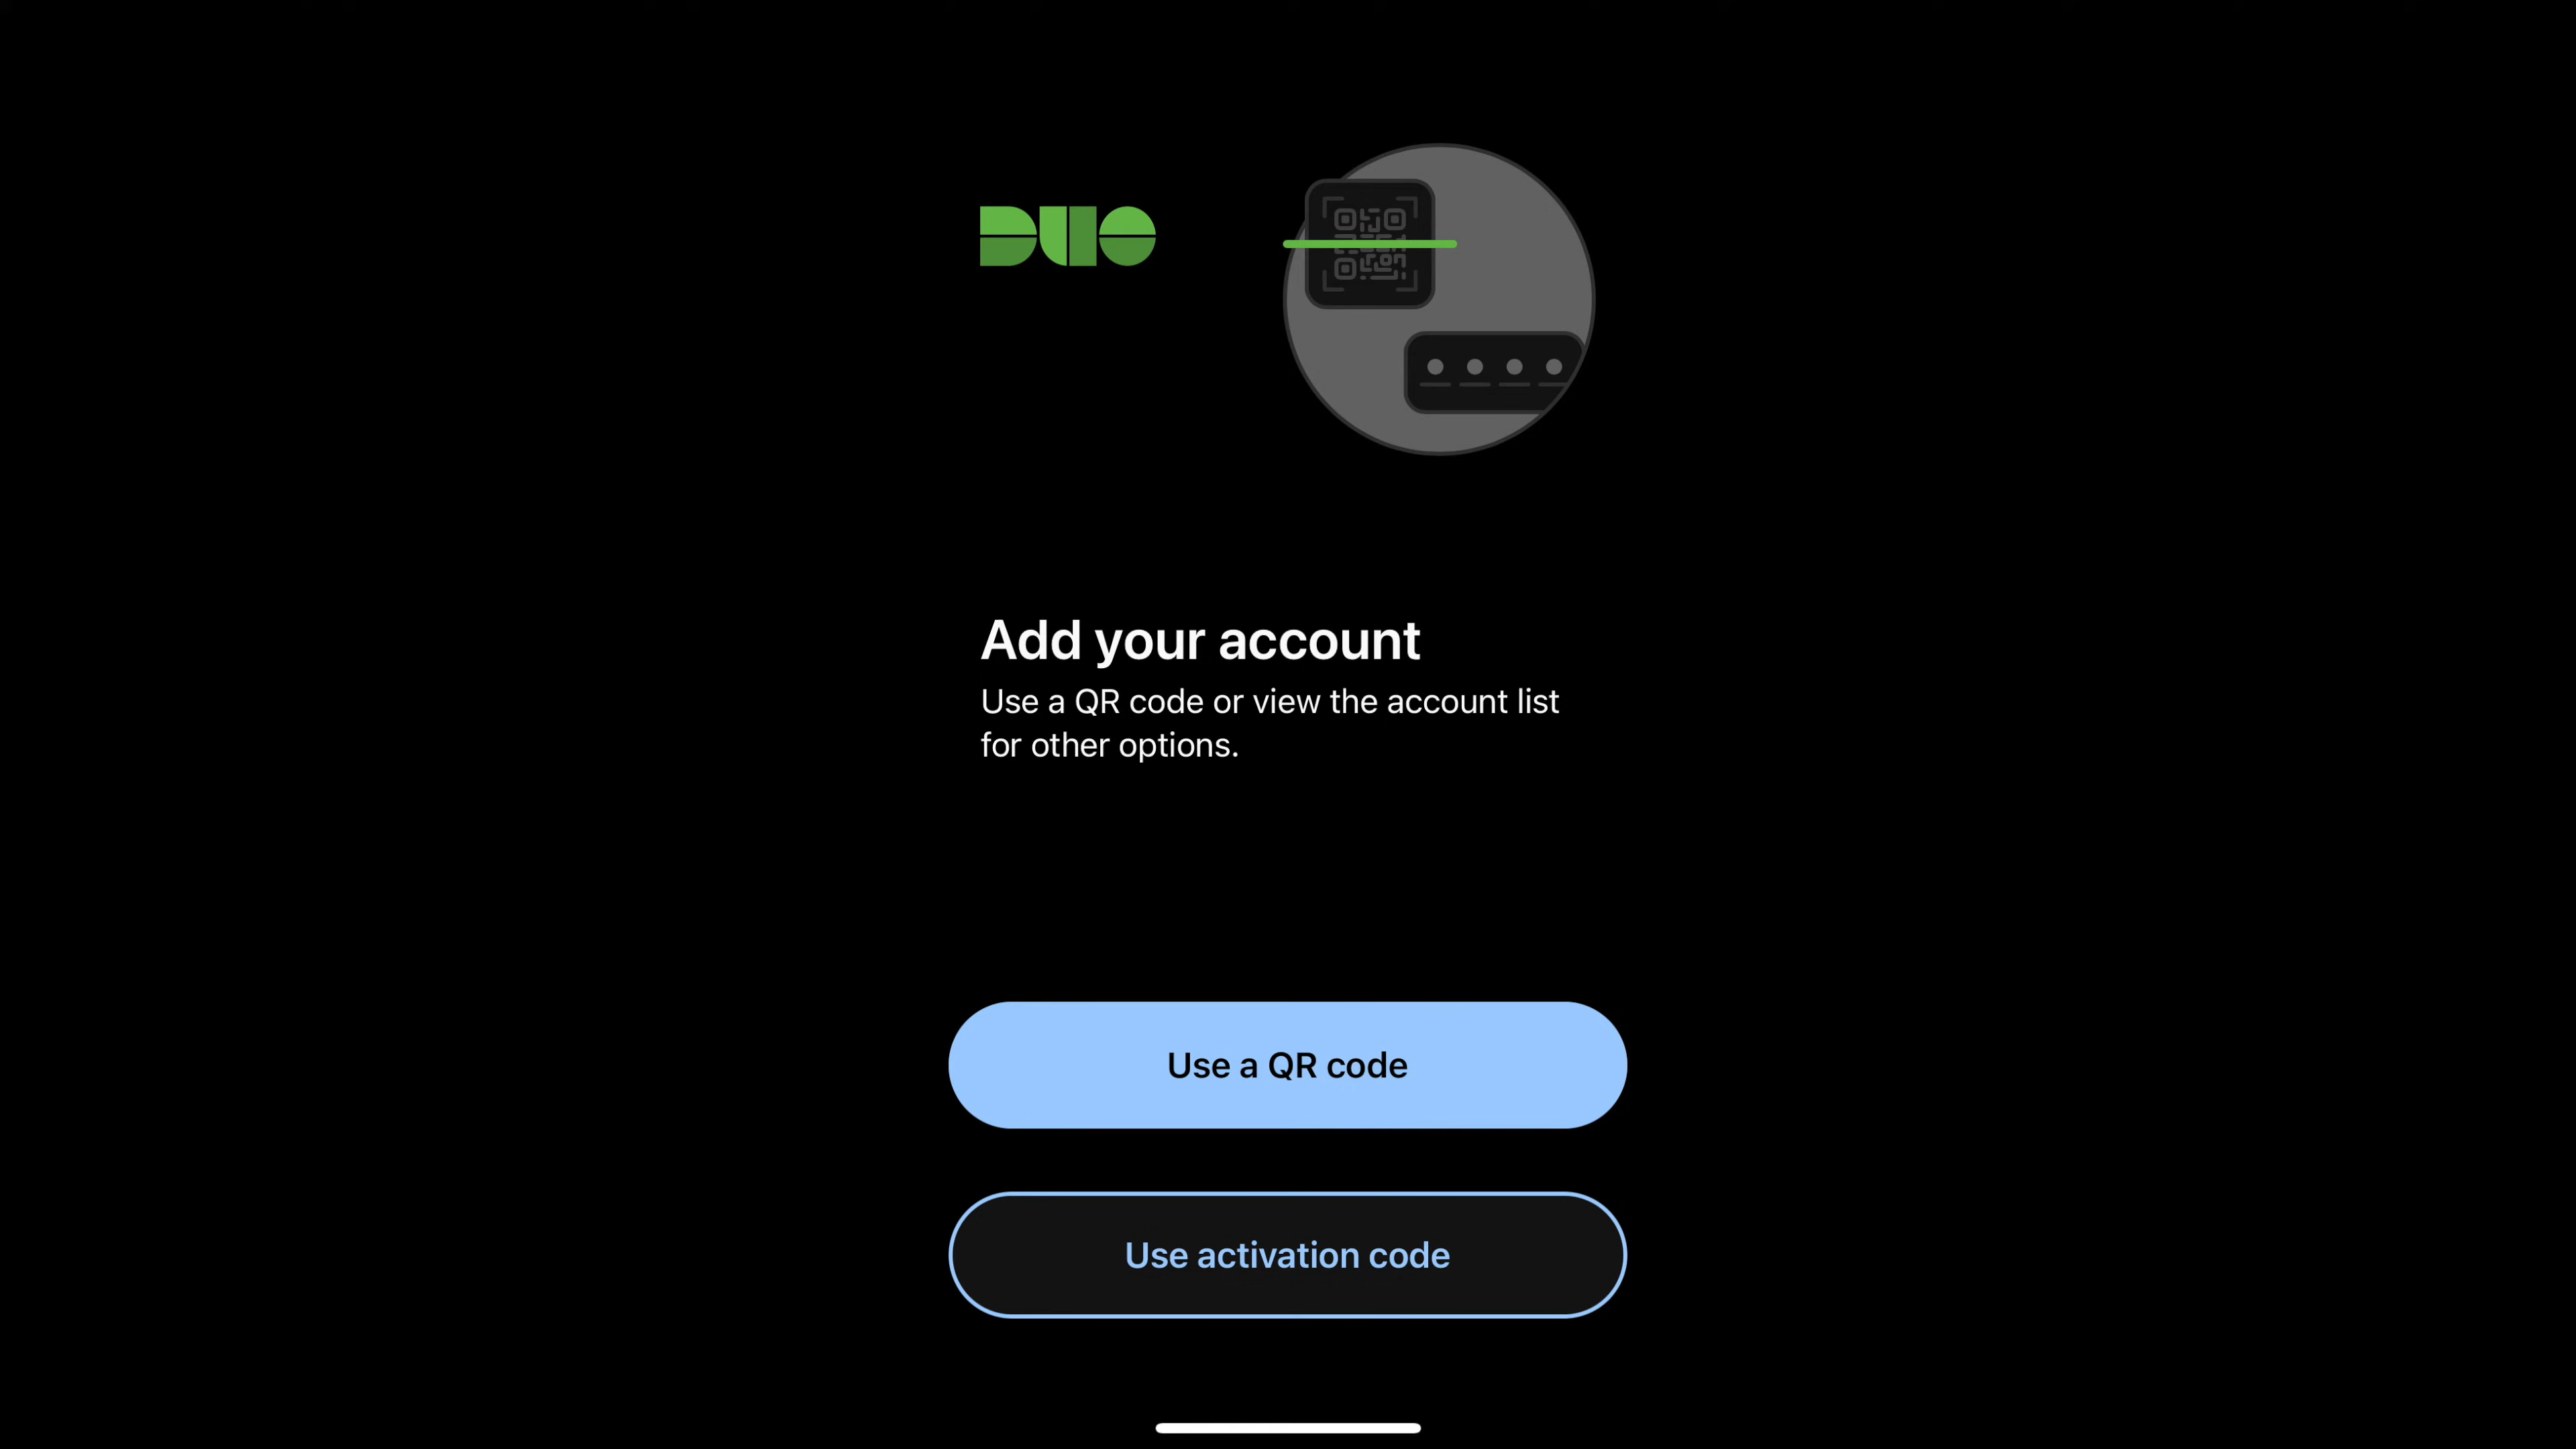 DUO
Add your account
Use a QR code or view the account list
for other options.
Use a QR code
Use activation code